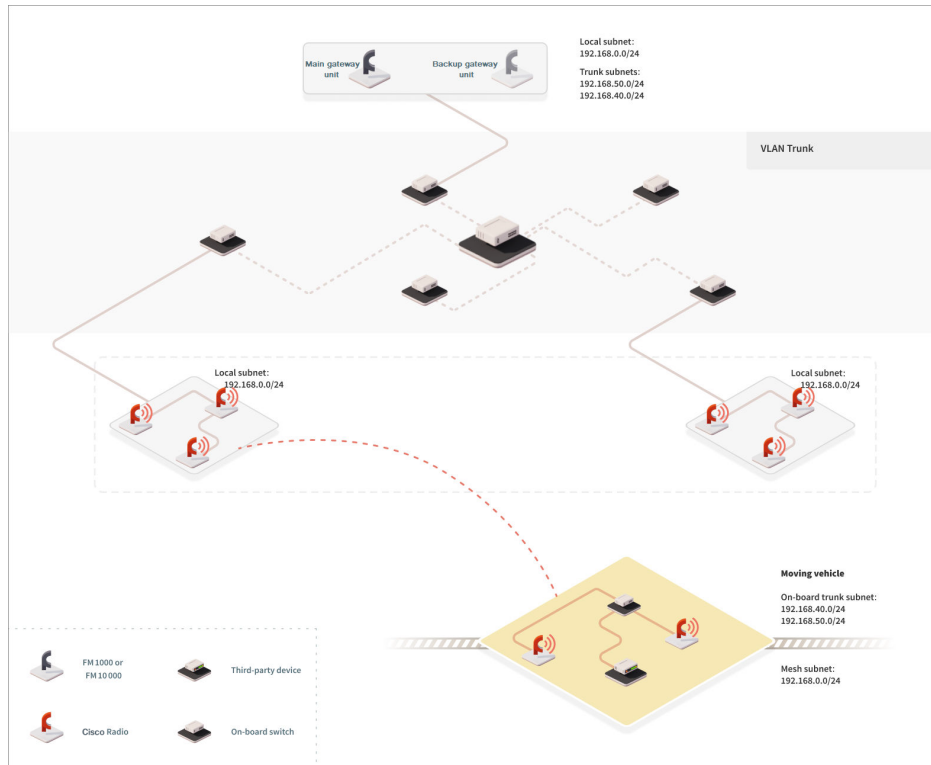 Main gateway
unit
Backup gateway
unit
Local subnet:
192.168.0.0/24
Trunk subnets:
192.168.50.0/24
192.168.40.0/24
VLAN Trunk
Local subnet:
192.168.0.0/24
Local subnet:
192.168.0.0/24
Moving vehicle
On-board trunk subnet:
192.168.40.0/24
192.168.50.0/24
Mesh subnet:
192.168.0.0/24
FM 1000 or
FM 10 000
Third-party device
Cisco Radio
On-board switch